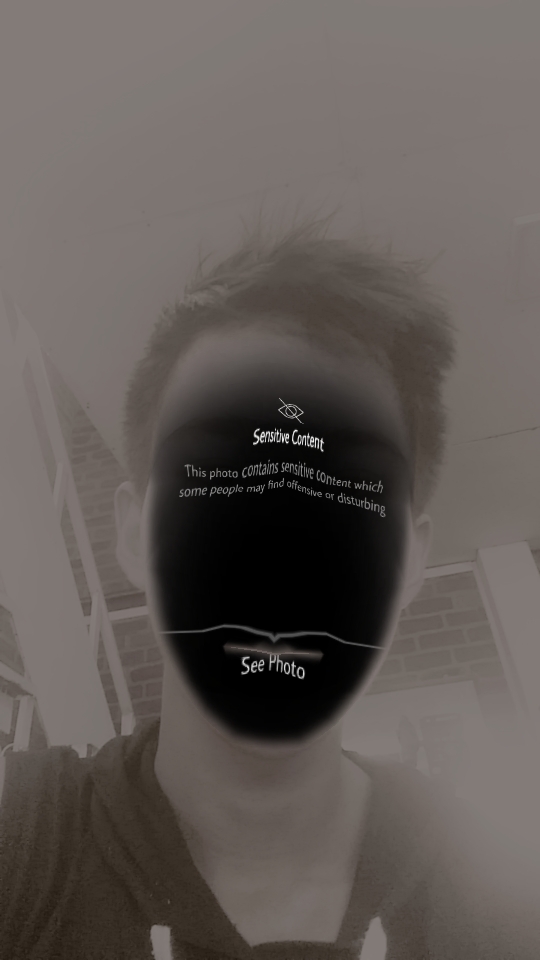 Sensitive Content
This photo contains sensitive content which
some people may find offensive or disturbing
See Photo